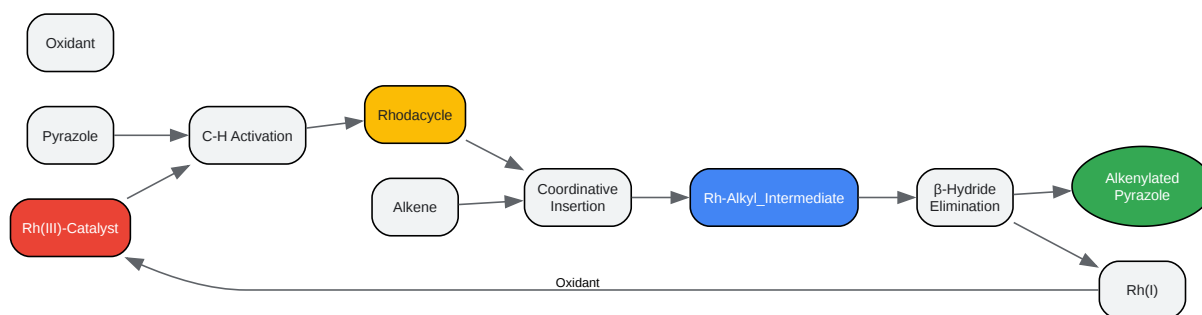 Oxidant
Pyrazole
C-H Activation
Rhodacycle
Rh(III)-Catalyst
Alkene
Coordinative
Insertion
Rh-Alkyl_Intermediate
β-Hydride
Elimination
Alkenylated
Pyrazole
Oxidant
Rh(I)